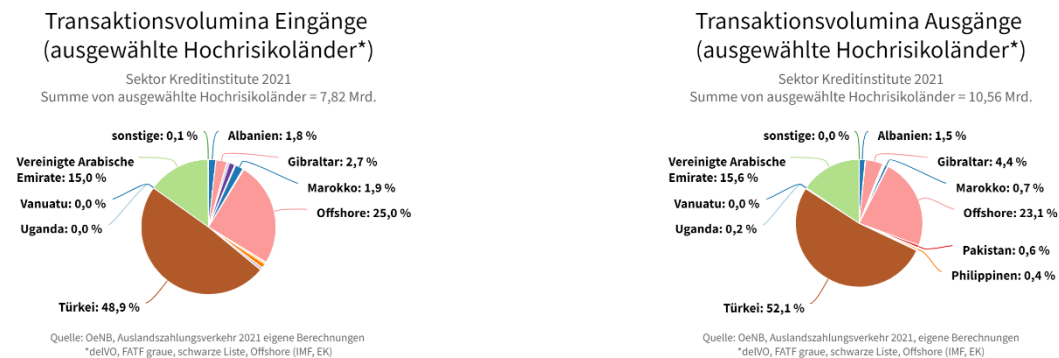 Transaktionsvolumina Eingänge
(ausgewählte Hochrisikoländer*)
Sektor Kreditinstitute 2021
Summe von ausgewählte Hochrisikoländer = 7,82 Mrd.
sonstige: 0,1 %
Albanien: 1,8 %
Vereinigte Arabische
Emirate: 15,0 %
Gibraltar: 2,7 %
Marokko: 1,9 %
Vanuatu: 0,0 %
Offshore: 25,0 %
Uganda: 0,0 %
Türkei: 48,9 %
Quelle: OeNB, Auslandszahlungsverkehr 2021 eigene Berechnungen
*delVO, FATF graue, schwarze Liste, Offshore (IMF, EK)
Transaktionsvolumina Ausgänge
(ausgewählte Hochrisikoländer*)
Sektor Kreditinstitute 2021
Summe von ausgewählte Hochrisikoländer = 10,56 Mrd.
sonstige: 0,0 %
Albanien: 1,5 %
Vereinigte Arabische
Emirate: 15,6 %
Gibraltar: 4,4 %
Marokko: 0,7 %
Vanuatu: 0,0 %
Offshore: 23,1 %
Uganda: 0,2 %
Pakistan: 0,6 %
Philippinen: 0,4 %
Türkei: 52,1 %
Quelle: OeNB, Auslandszahlungsverkehr 2021, eigene Berechnungen
*delVO, FATF graue, schwarze Liste, Offshore (IMF, EK)